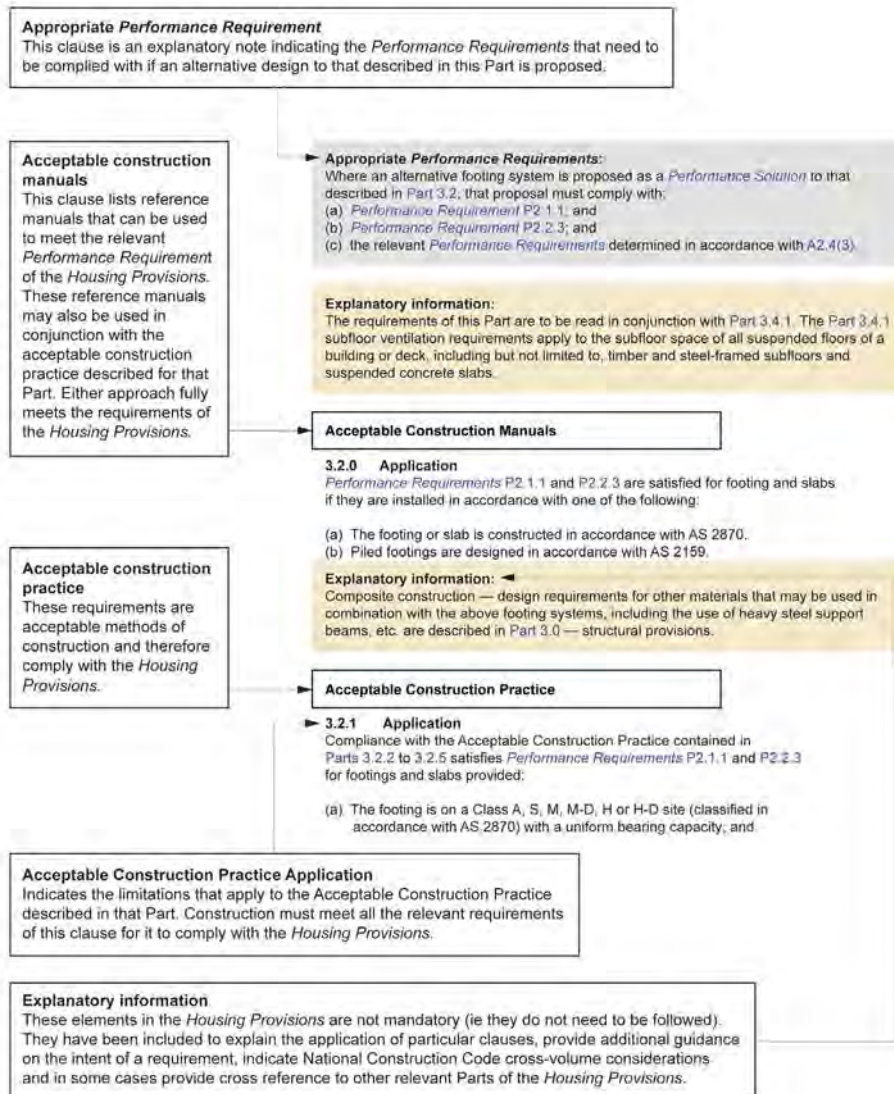 Appropriate Performance Requirement
This clause is an explanatory note indicating the Performance Requirements that need to
be complied with if an alternative design to that described in this Part is proposed.
Acceptable construction
manuals
This clause lists reference
manuals that can be used
to meet the relevant
Performance Requirement
of the Housing Provisions.
These reference manuals
may also be used in
conjunction with the
acceptable construction
practice described for that
Part. Either approach fully
meets the requirements of
the Housing Provisions.
Appropriate Performance Requirements:
Where an alternative footing system is proposed as a Performance Solution to that
described in Part 3.2, that proposal must comply with:
(a) Performance Requirement P2.1.1; and
(b) Performance Requirement P2.2.3; and
(c) the relevant Performance Requirements determined in accordance with A2.4(3).
Explanatory information:
The requirements of this Part are to be read in conjunction with Part 3.4.1. The Part 3.4.1
subfloor ventilation requirements apply to the subfloor space of all suspended floors of a
building or deck, including but not limited to, timber and steel-framed subfloors and
suspended concrete slabs.
Acceptable Construction Manuals
3.2.0 Application
Performance Requirements P2.1.1 and P2.2.3 are satisfied for footing and slabs
if they are installed in accordance with one of the following:
(a) The footing or slab is constructed in accordance with AS 2870.
(b) Piled footings are designed in accordance with AS 2159.
Explanatory information:
Composite construction — design requirements for other materials that may be used in
combination with the above footing systems, including the use of heavy steel support
beams, etc. are described in Part 3.0 — structural provisions.
Acceptable construction
practice
These requirements are
acceptable methods of
construction and therefore
comply with the Housing
Provisions.
Acceptable Construction Practice
3.2.1 Application
Compliance with the Acceptable Construction Practice contained in
Parts 3.2.2 to 3.2.5 satisfies Performance Requirements P2.1.1 and P2.2.3
for footings and slabs provided:
(a) The footing is on a Class A, S, M, M-D, H or H-D site (classified in
accordance with AS 2870) with a uniform bearing capacity; and
Acceptable Construction Practice Application
Indicates the limitations that apply to the Acceptable Construction Practice
described in that Part. Construction must meet all the relevant requirements
of this clause for it to comply with the Housing Provisions.
Explanatory information
These elements in the Housing Provisions are not mandatory (ie they do not need to be followed).
They have been included to explain the application of particular clauses, provide additional guidance
on the intent of a requirement, indicate National Construction Code cross-volume considerations
and in some cases provide cross reference to other relevant Parts of the Housing Provisions.